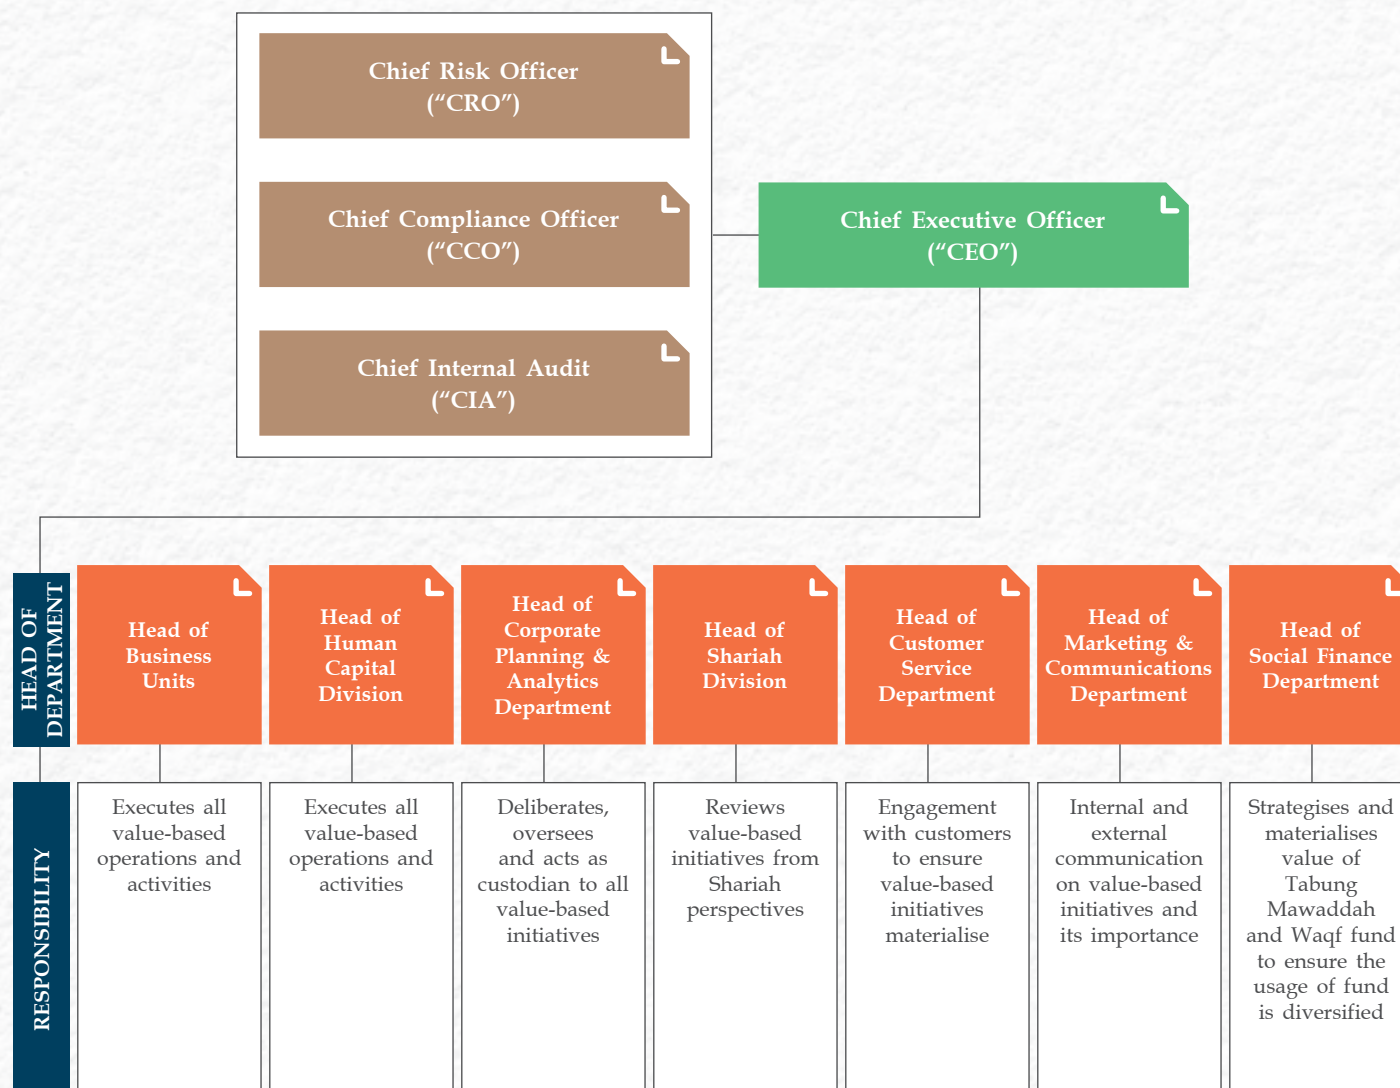 Chief Risk Officer
(“CRO”)
Chief Compliance Officer
(“CCO”)
Chief Internal Audit
(“CIA”)
Chief Executive Officer
(“CEO”)
HEAD OF
DEPARTMENT
Head of
Business
Units
Head of
Human
Capital
Division
Head of
Corporate
Planning &
Analytics
Department
Head of
Shariah
Division
Head of
Customer
Service
Department
Head of
Marketing &
Communications
Department
Head of
Social Finance
Department
RESPONSIBILITY
Executes all
value-based
operations and
activities
Executes all
value-based
operations and
activities
Deliberates,
oversees
and acts as
custodian to all
value-based
initiatives
Reviews
value-based
initiatives from
Shariah
perspectives
Engagement
with customers
to ensure
value-based
initiatives
materialise
Internal and
external
communication
on value-based
initiatives and
its importance
Strategises and
materialises
value of
Tabung
Mawaddah
and Waqf fund
to ensure the
usage of fund
is diversified